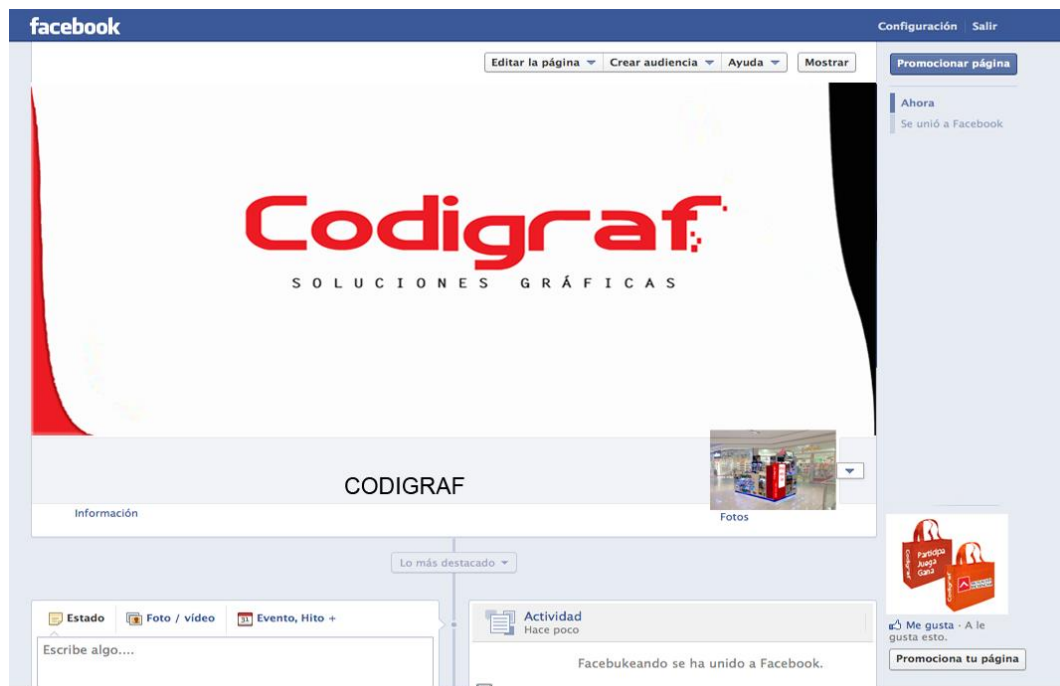 facebook
Configuración Salir
Editar la página Crear audiencia Ayuda Mostrar
Promocionar página
Ahora
Se unió a Facebook
Codigraf
SOLUCIONES GRÁFICAS
CODIGRAF
Información
Fotos
Lo más destacado
Estado Foto / vídeo 31 Evento, Hito +
Escribe algo....
Actividad
Hace poco
Facebukeando se ha unido a Facebook.
Codigraf
Participa
Juega
Gana
Codigraf
Me gusta · A le
gusta esto.
Promociona tu página